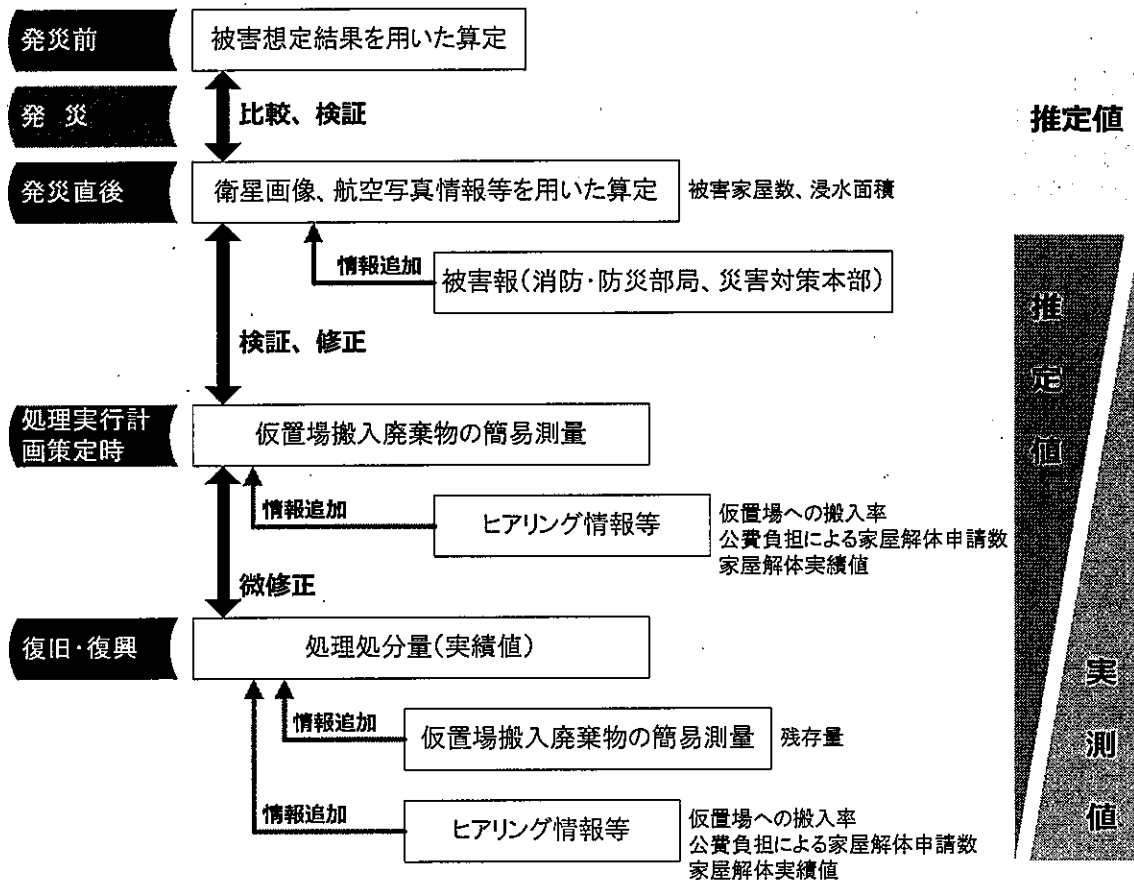 発災前
被害想定結果を用いた算定
発 災
比較、検証
推定値
発災直後
衛星画像、航空写真情報等を用いた算定
被害家屋数、浸水面積
情報追加
被害報(消防・防災部局、災害対策本部)
検証、修正
推定値
処理実行計
画策定時
仮置場搬入廃棄物の簡易測量
情報追加
ヒアリング情報等
仮置場への搬入率
公費負担による家屋解体申請数
家屋解体実績値
微修正
復旧・復興
処理処分量(実績値)
実測値
情報追加
仮置場搬入廃棄物の簡易測量
残存量
情報追加
ヒアリング情報等
仮置場への搬入率
公費負担による家屋解体申請数
家屋解体実績値